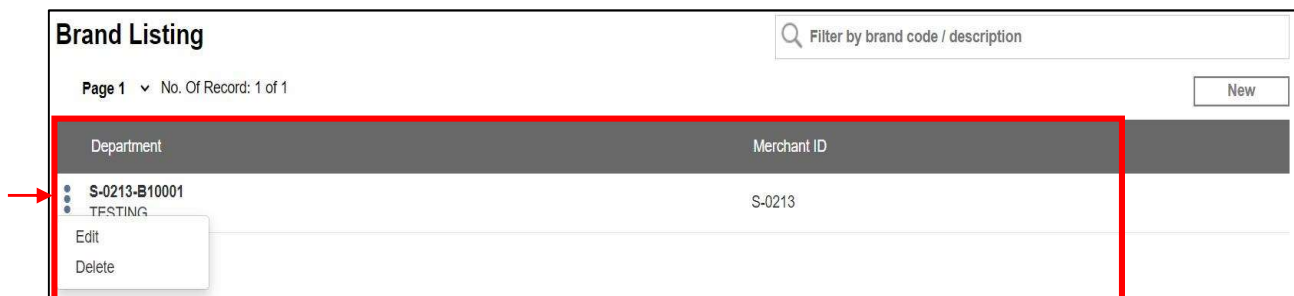 Brand Listing
Filter by brand code / description
Page 1 No. Of Record: 1 of 1
New
Department Merchant ID
S-0213-B10001
TESTING
S-0213
Edit
Delete